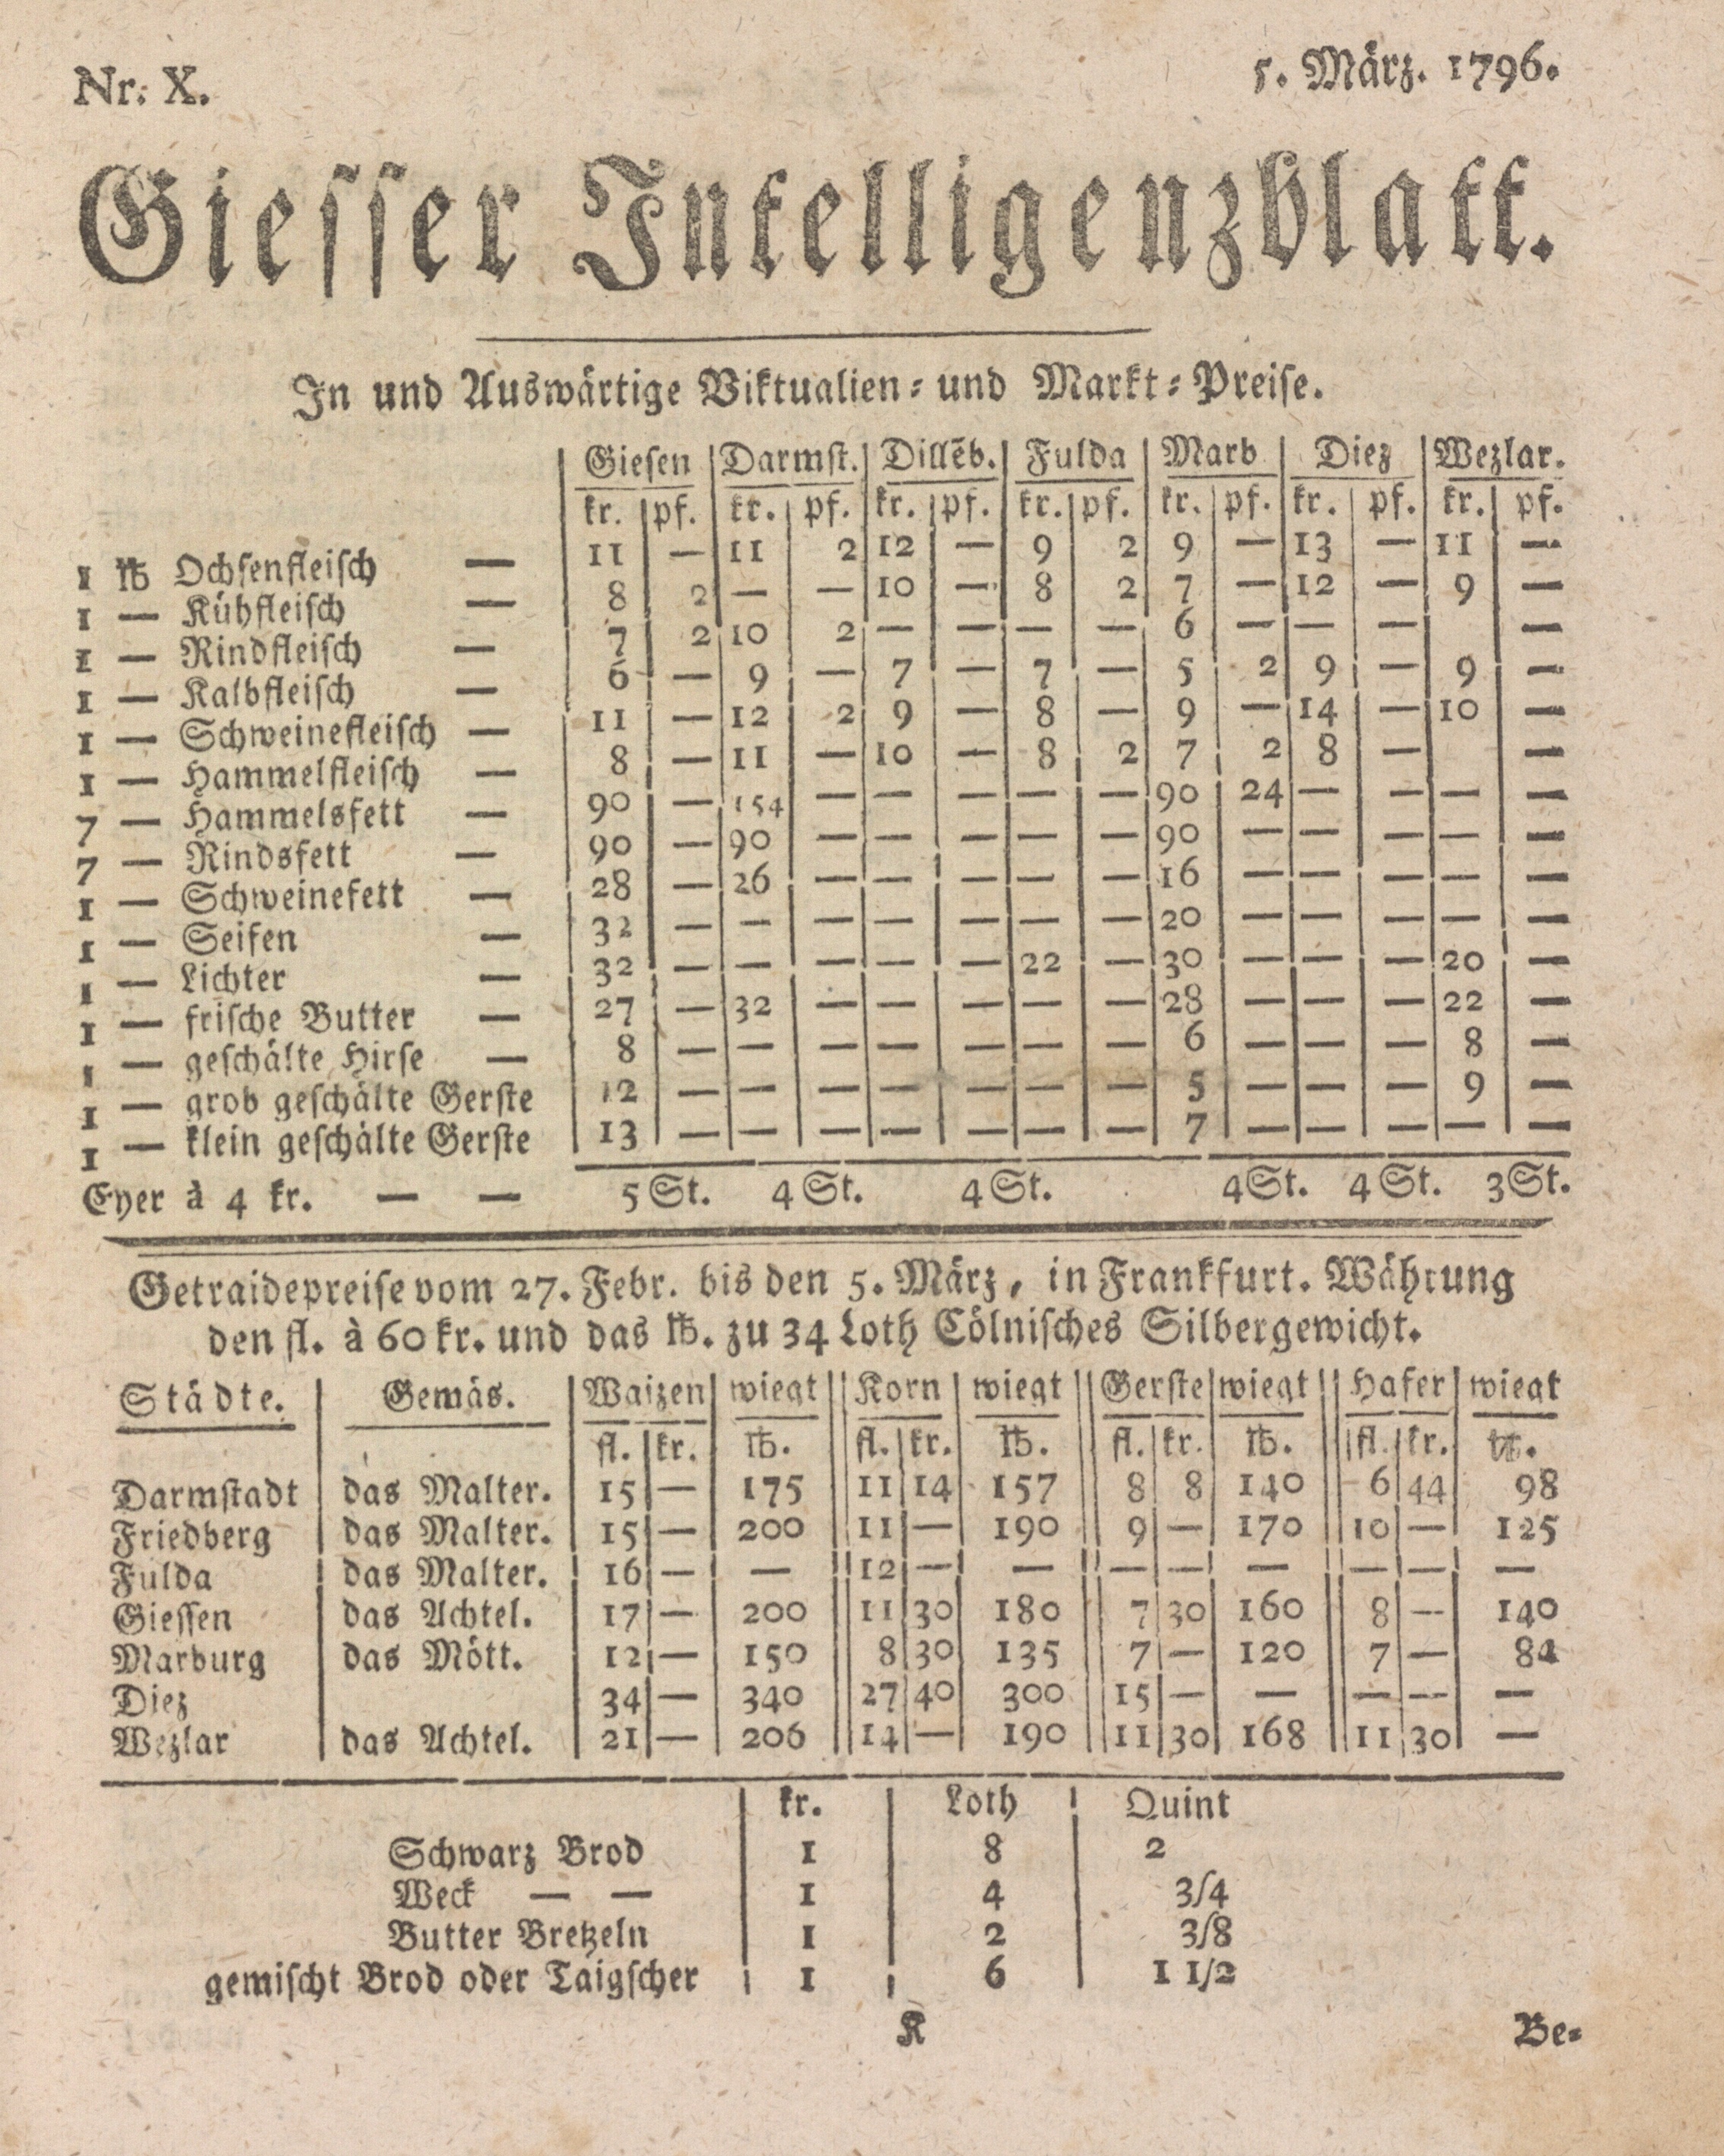 Nr. X. 5. März. 1796.
Giesser Intelligenzblatt.
In und Auswärtige Viktualien- und Markt-Preise.
Giesen Darmst. Dillēb. Fulda Marb Diez Wezlar.
kr. pf. kr. pf. kr. pf. kr. pf. kr. pf. kr. pf. kr. pf.
1 ℔ Ochsenfleisch — 11 — 11 2 12 — 9 2 9 — 13 — 11 —
1 — Kühfleisch — 8 2 — — 10 — 8 2 7 — 12 — 9 —
1 — Rindfleisch — 7 2 10 2 — — — — 6 — — — —
1 — Kalbfleisch — 6 — 9 — 7 — 7 — 5 2 9 — 9 —
1 — Schweinefleisch — 11 — 12 2 9 — 8 — 9 — 14 — 10 —
1 — Hammelfleisch — 8 — 11 — 10 — 8 2 7 2 8 — —
7 — Hammelsfett — 90 — 154 — — — — — 90 24 — — — —
7 — Rindsfett — 90 — 90 — — — — — 90 — — — — —
1 — Schweinefett — 28 — 26 — — — — — 16 — — — — —
1 — Seifen — 32 — — — — — — — 20 — — — — —
1 — Lichter — 32 — — — — — 22 — 30 — — — 20 —
1 — frische Butter — 27 — 32 — — — — — 28 — — — 22 —
1 — geschälte Hirse — 8 — — — — — — — 6 — — — 8 —
1 — grob geschälte Gerste 12 — — — — — — — 5 — — — 9 —
1 — klein geschälte Gerste 13 — — — — — — — 7 — — — — —
Eyer à 4 kr. — — 5 St. 4 St. 4 St. 4 St. 4 St. 3 St.
Getraidepreise vom 27. Febr. bis den 5. März, in Frankfurt. Währung
den fl. à 60 kr. und das ℔. zu 34 Loth Cölnisches Silbergewicht.
Städte. Gemäs. Waizen wiegt Korn wiegt Gerste wiegt Hafer wiegt
fl. kr. ℔. fl. kr. ℔. fl. kr. ℔. fl. kr. ℔.
Darmstadt das Malter. 15 — 175 11 14 157 8 8 140 6 44 98
Friedberg das Malter. 15 — 200 11 — 190 9 — 170 10 — 125
Fulda das Malter. 16 — — 12 — — — — — — — —
Giessen das Achtel. 17 — 200 11 30 180 7 30 160 8 — 140
Marburg das Mött. 12 — 150 8 30 135 7 — 120 7 — 84
Diez 34 — 340 27 40 300 15 — — — — —
Wezlar das Achtel. 21 — 206 14 — 190 11 30 168 11 30 —
kr. Loth Quint
Schwarz Brod 1 8 2
Weck — — 1 4 3/4
Butter Bretzeln 1 2 3/8
gemischt Brod oder Taigscher 1 6 1 1/2
K Be-